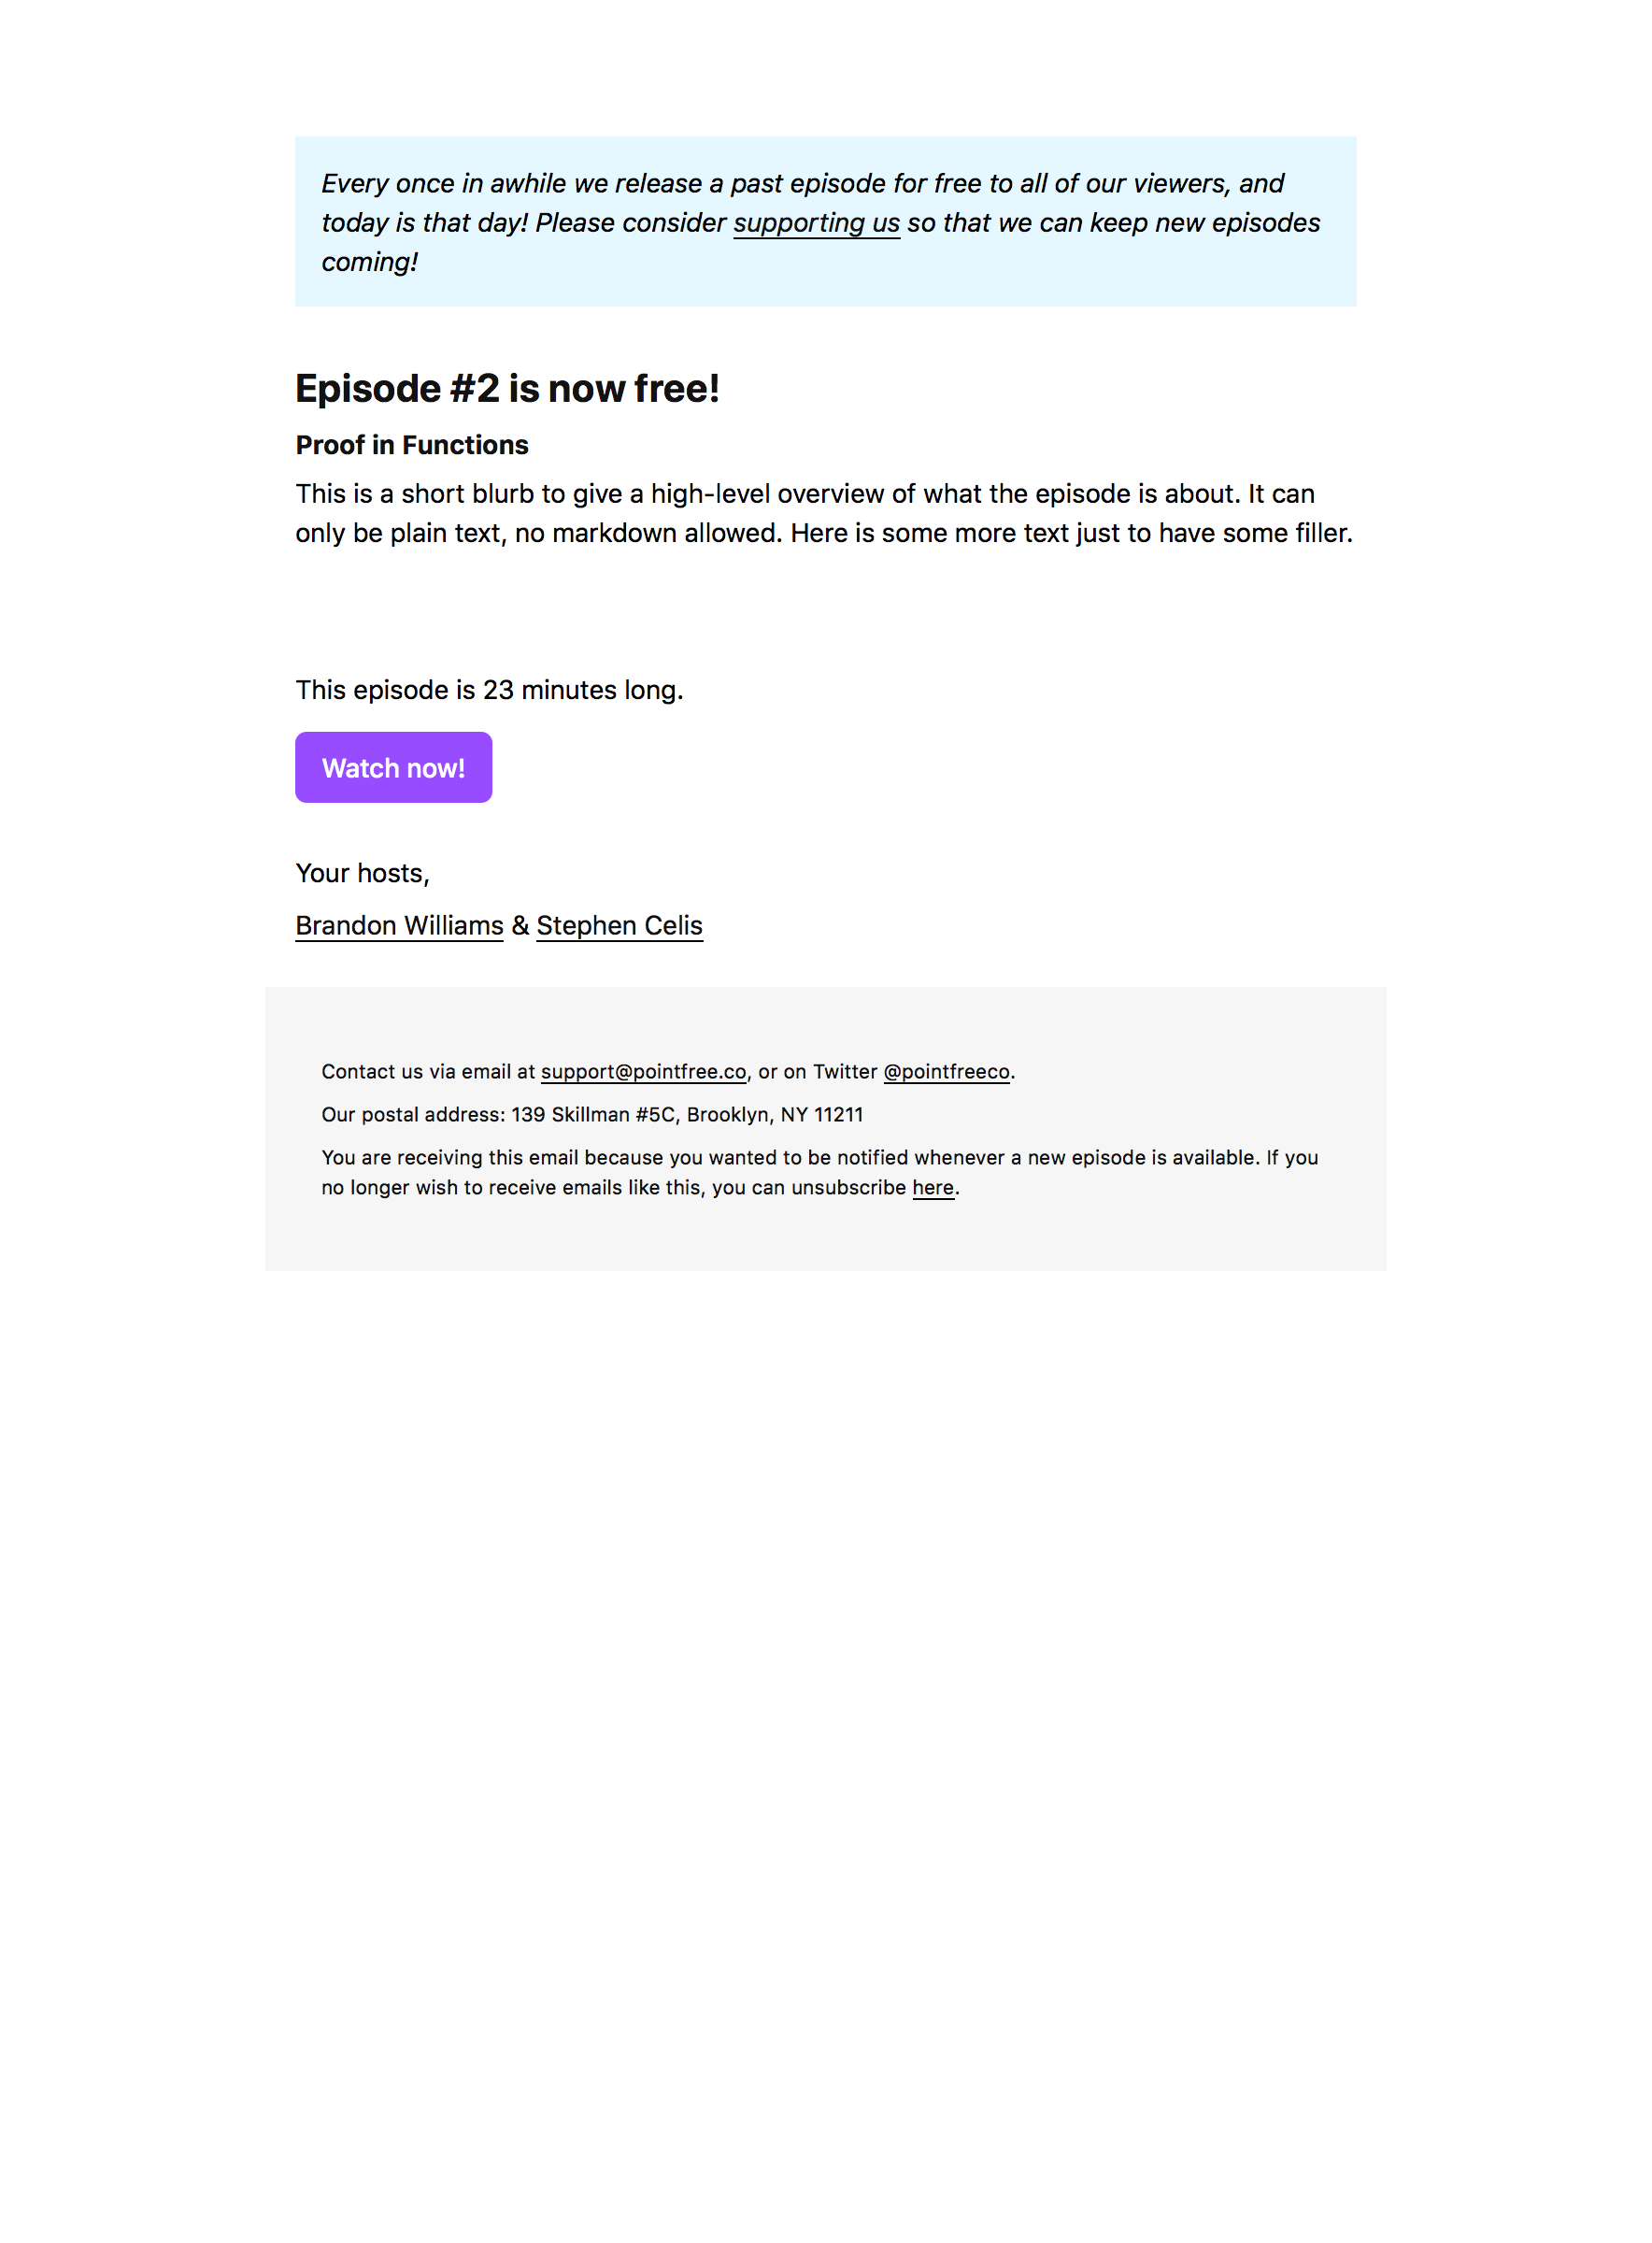 Every once in awhile we release a past episode for free to all of our viewers, and
today is that day! Please consider supporting us so that we can keep new episodes
coming!
Episode #2 is now free!
Proof in Functions
This is a short blurb to give a high-level overview of what the episode is about. It can
only be plain text, no markdown allowed. Here is some more text just to have some filler.
This episode is 23 minutes long.
Watch now!
Your hosts,
Brandon Williams & Stephen Celis
Contact us via email at support@pointfree.co, or on Twitter @pointfreeco.
Our postal address: 139 Skillman #5C, Brooklyn, NY 11211
You are receiving this email because you wanted to be notified whenever a new episode is available. If you
no longer wish to receive emails like this, you can unsubscribe here.